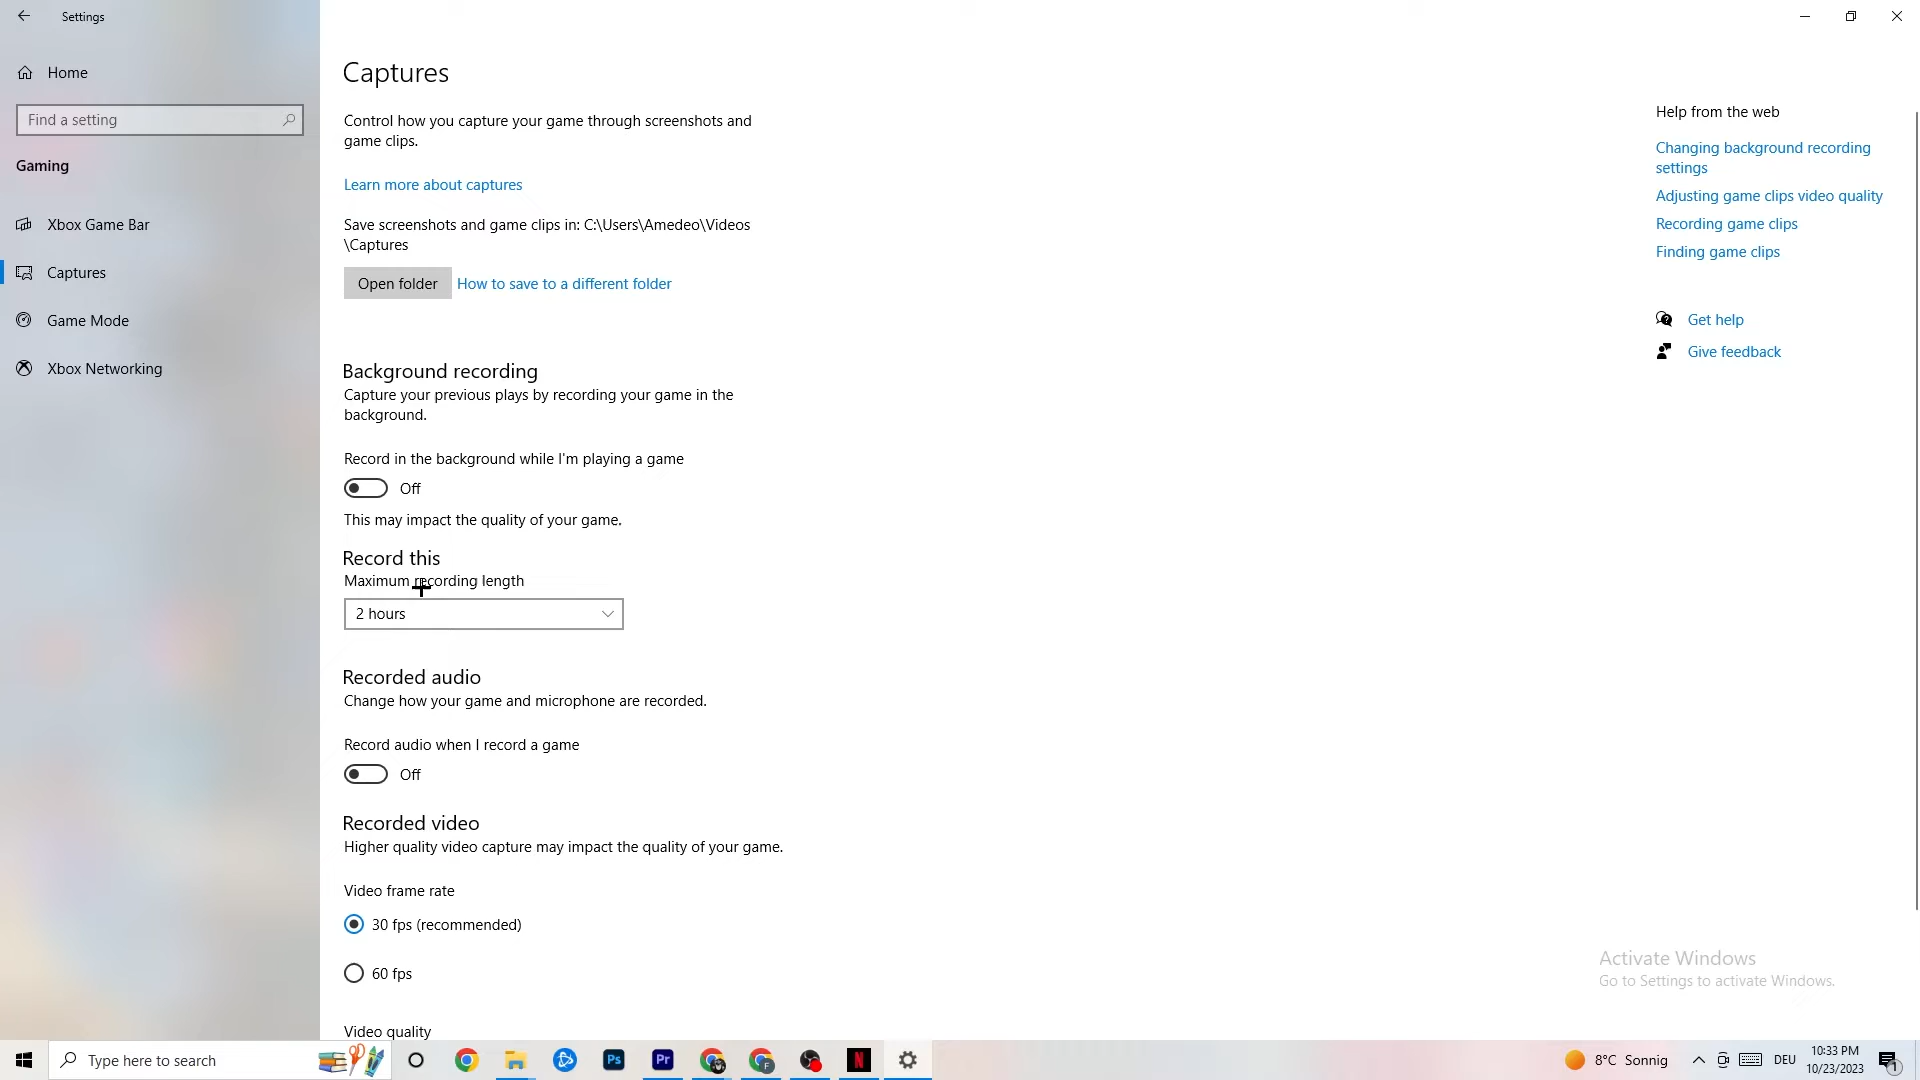 Settings
Home
Find a setting
Gaming
Xbox Game Bar
Captures
Game Mode
Xbox Networking
Captures
Control how you capture your game through screenshots and
game clips.
Learn more about captures
Save screenshots and game clips in: C:\Users\Amedeo\Videos
\Captures
Open folder
How to save to a different folder
Background recording
Capture your previous plays by recording your game in the
background.
Record in the background while I'm playing a game
Off
This may impact the quality of your game.
Record this
Maximum recording length
2 hours
Recorded audio
Change how your game and microphone are recorded.
Record audio when I record a game
Off
Recorded video
Higher quality video capture may impact the quality of your game.
Video frame rate
30 fps (recommended)
60 fps
Video quality
Help from the web
Changing background recording
settings
Adjusting game clips video quality
Recording game clips
Finding game clips
Get help
Give feedback
Activate Windows
Go to Settings to activate Windows.
Type here to search
Ps
Pr
F
N
8°C Sonnig
DEU
10:33 PM
10/23/2023
1